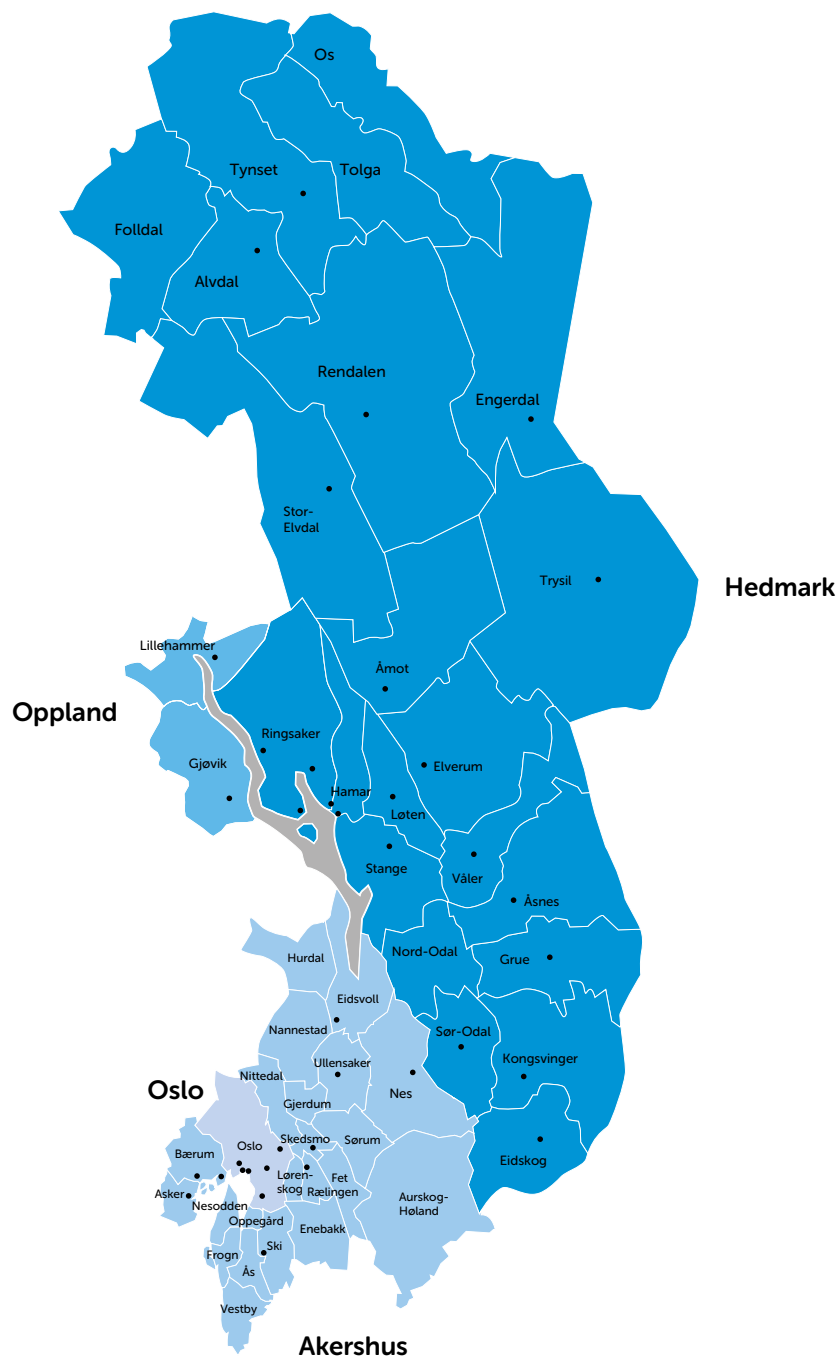 Os
Tynset
Tolga
Folldal
Alvdal
Rendalen
Engerdal
Stor-
Elvdal
Trysil
Hedmark
Lillehammer
Åmot
Oppland
Ringsaker
Gjøvik
Elverum
Hamar
Løten
Stange
Våler
Åsnes
Nord-Odal
Hurdal
Grue
Eidsvoll
Nannestad
Sør-Odal
Kongsvinger
Ullensaker
Nittedal
Oslo
Nes
Gjerdum
Skedsmo
Sørum
Oslo
Bærum
Eidskog
Løren-
skog
Fet
Rælingen
Asker
Nesodden
Aurskog-
Høland
Oppegård
Enebakk
Ski
Frogn
Ås
Vestby
Akershus